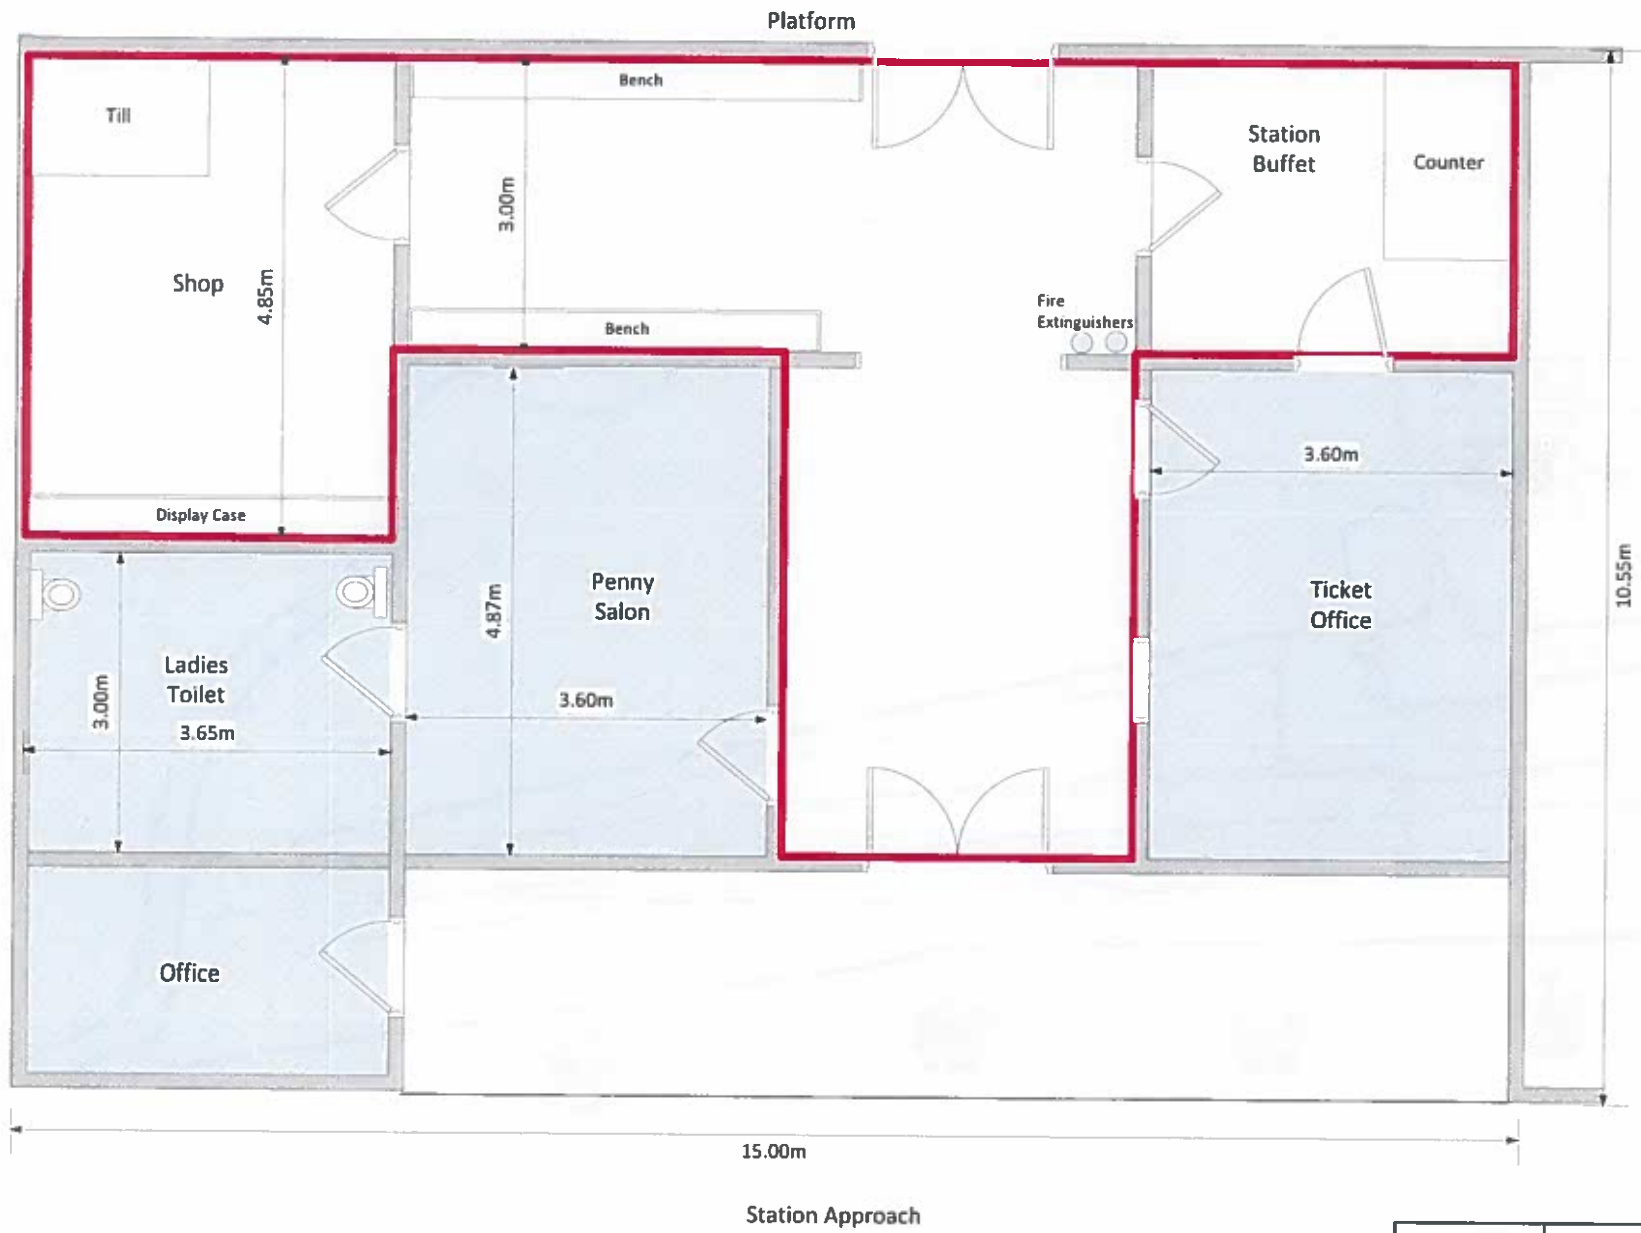 Platform
Bench
Till
Station
Buffet
Counter
3.00m
Shop
4.85m
Fire
Extinguishers
Bench
3.60m
Display Case
Penny
Salon
4.87m
Ticket
Office
10.55m
Ladies
Toilet
3.00m
3.65m
3.60m
Office
15.00m
Station Approach